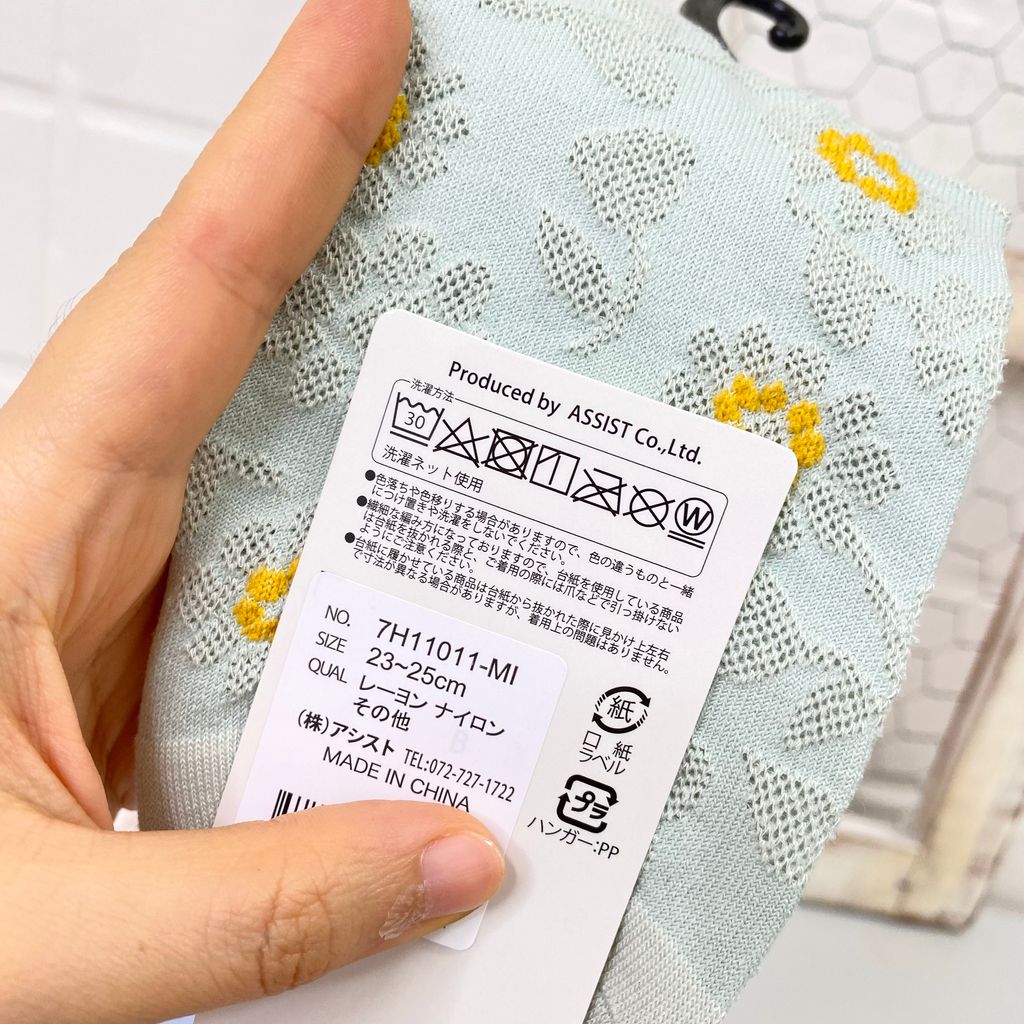 Produced by ASSIST Co.,Ltd.
洗濯方法
30
W
洗濯ネット使用
●色落ちや色移りする場合がありますので、色の違うものと一緒
につけ置きや洗濯をしないでください。
●繊細な編み方になっておりますので、台紙を使用している商品
は台紙を抜かれる際と、ご着用の際には爪などで引っ掛けない
ようにご注意ください。
●台紙に履かせている商品は台紙から抜かれた際に見かけ上左右
で寸法が異なる場合がありますが、着用上の問題はありません。
NO. 7H11011-MI
SIZE 23~25cm
QUAL レーヨン ナイロン
その他
(株)アシスト TEL:072-727-1722
MADE IN CHINA
紙
口 紙
ラベル
プラ
ハンガー:PP